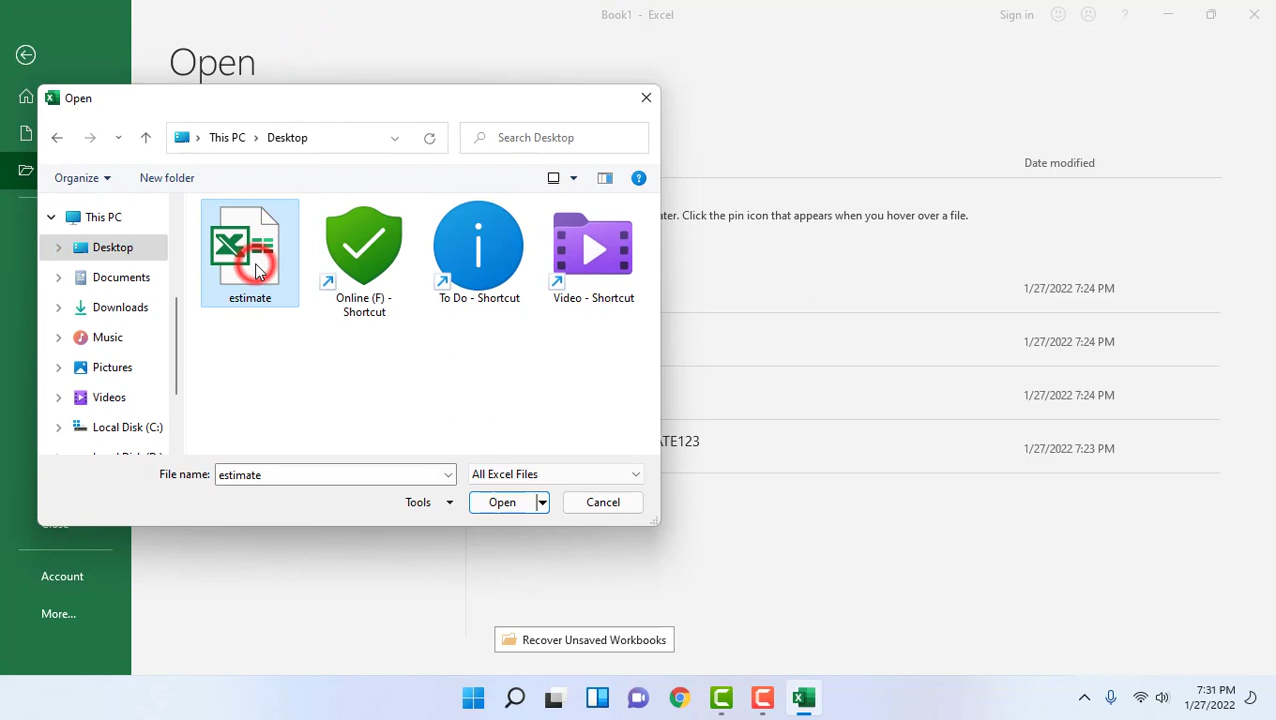 Book1 - Excel
Sign in
?
Open
Open
This PC
Desktop
Search Desktop
Organize
New folder
?
This PC
Desktop
Documents
Downloads
Music
Pictures
Videos
Local Disk (C:)
estimate
Online (F) -
Shortcut
To Do - Shortcut
Video - Shortcut
File name:
estimate
All Excel Files
Tools
Open
Cancel
Date modified
ter. Click the pin icon that appears when you hover over a file.
1/27/2022 7:24 PM
1/27/2022 7:24 PM
1/27/2022 7:24 PM
ATE123
1/27/2022 7:23 PM
Close
Account
More...
Recover Unsaved Workbooks
7:31 PM
1/27/2022